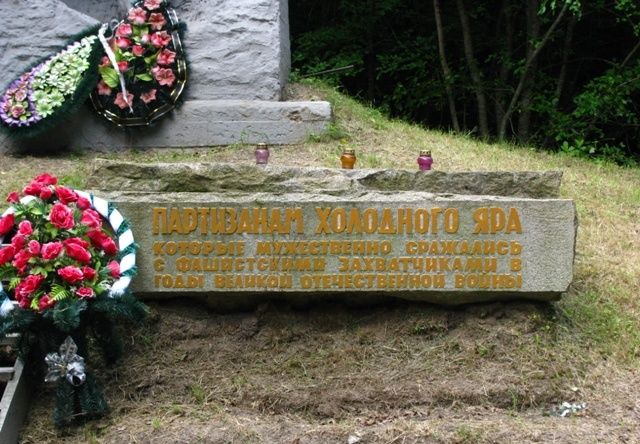 ПАРТИЗАНАМ ХОЛОДНОГО ЯРА
КОТОРЫЕ МУЖЕСТВЕННО СРАЖАЛИСЬ
С ФАШИСТСКИМИ ЗАХВАТЧИКАМИ В
ГОДЫ ВЕЛИКОЙ ОТЕЧЕСТВЕННОЙ ВОЙНЫ